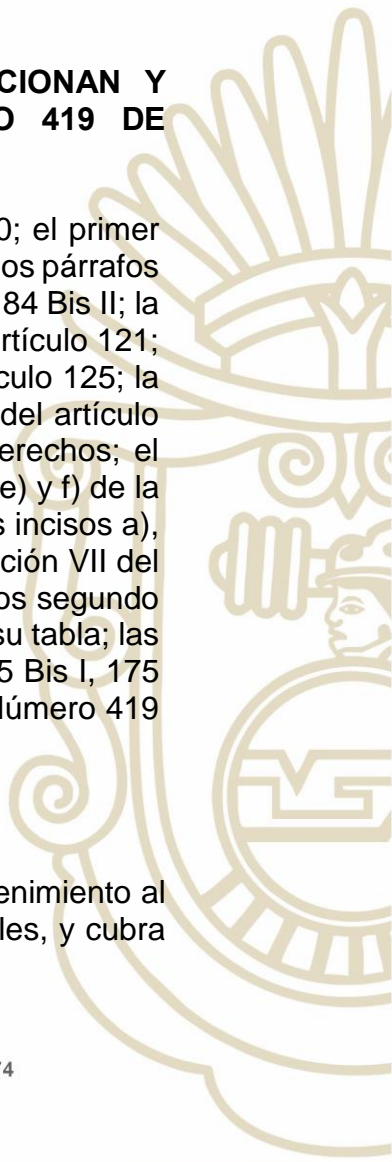 CIONAN Y
O 419 DE
0; el primer
os párrafos
84 Bis II; la
rtículo 121;
culo 125; la
del artículo
erechos; el
e) y f) de la
s incisos a),
ción VII del
os segundo
su tabla; las
5 Bis I, 175
lúmero 419
enimiento al
les, y cubra
74